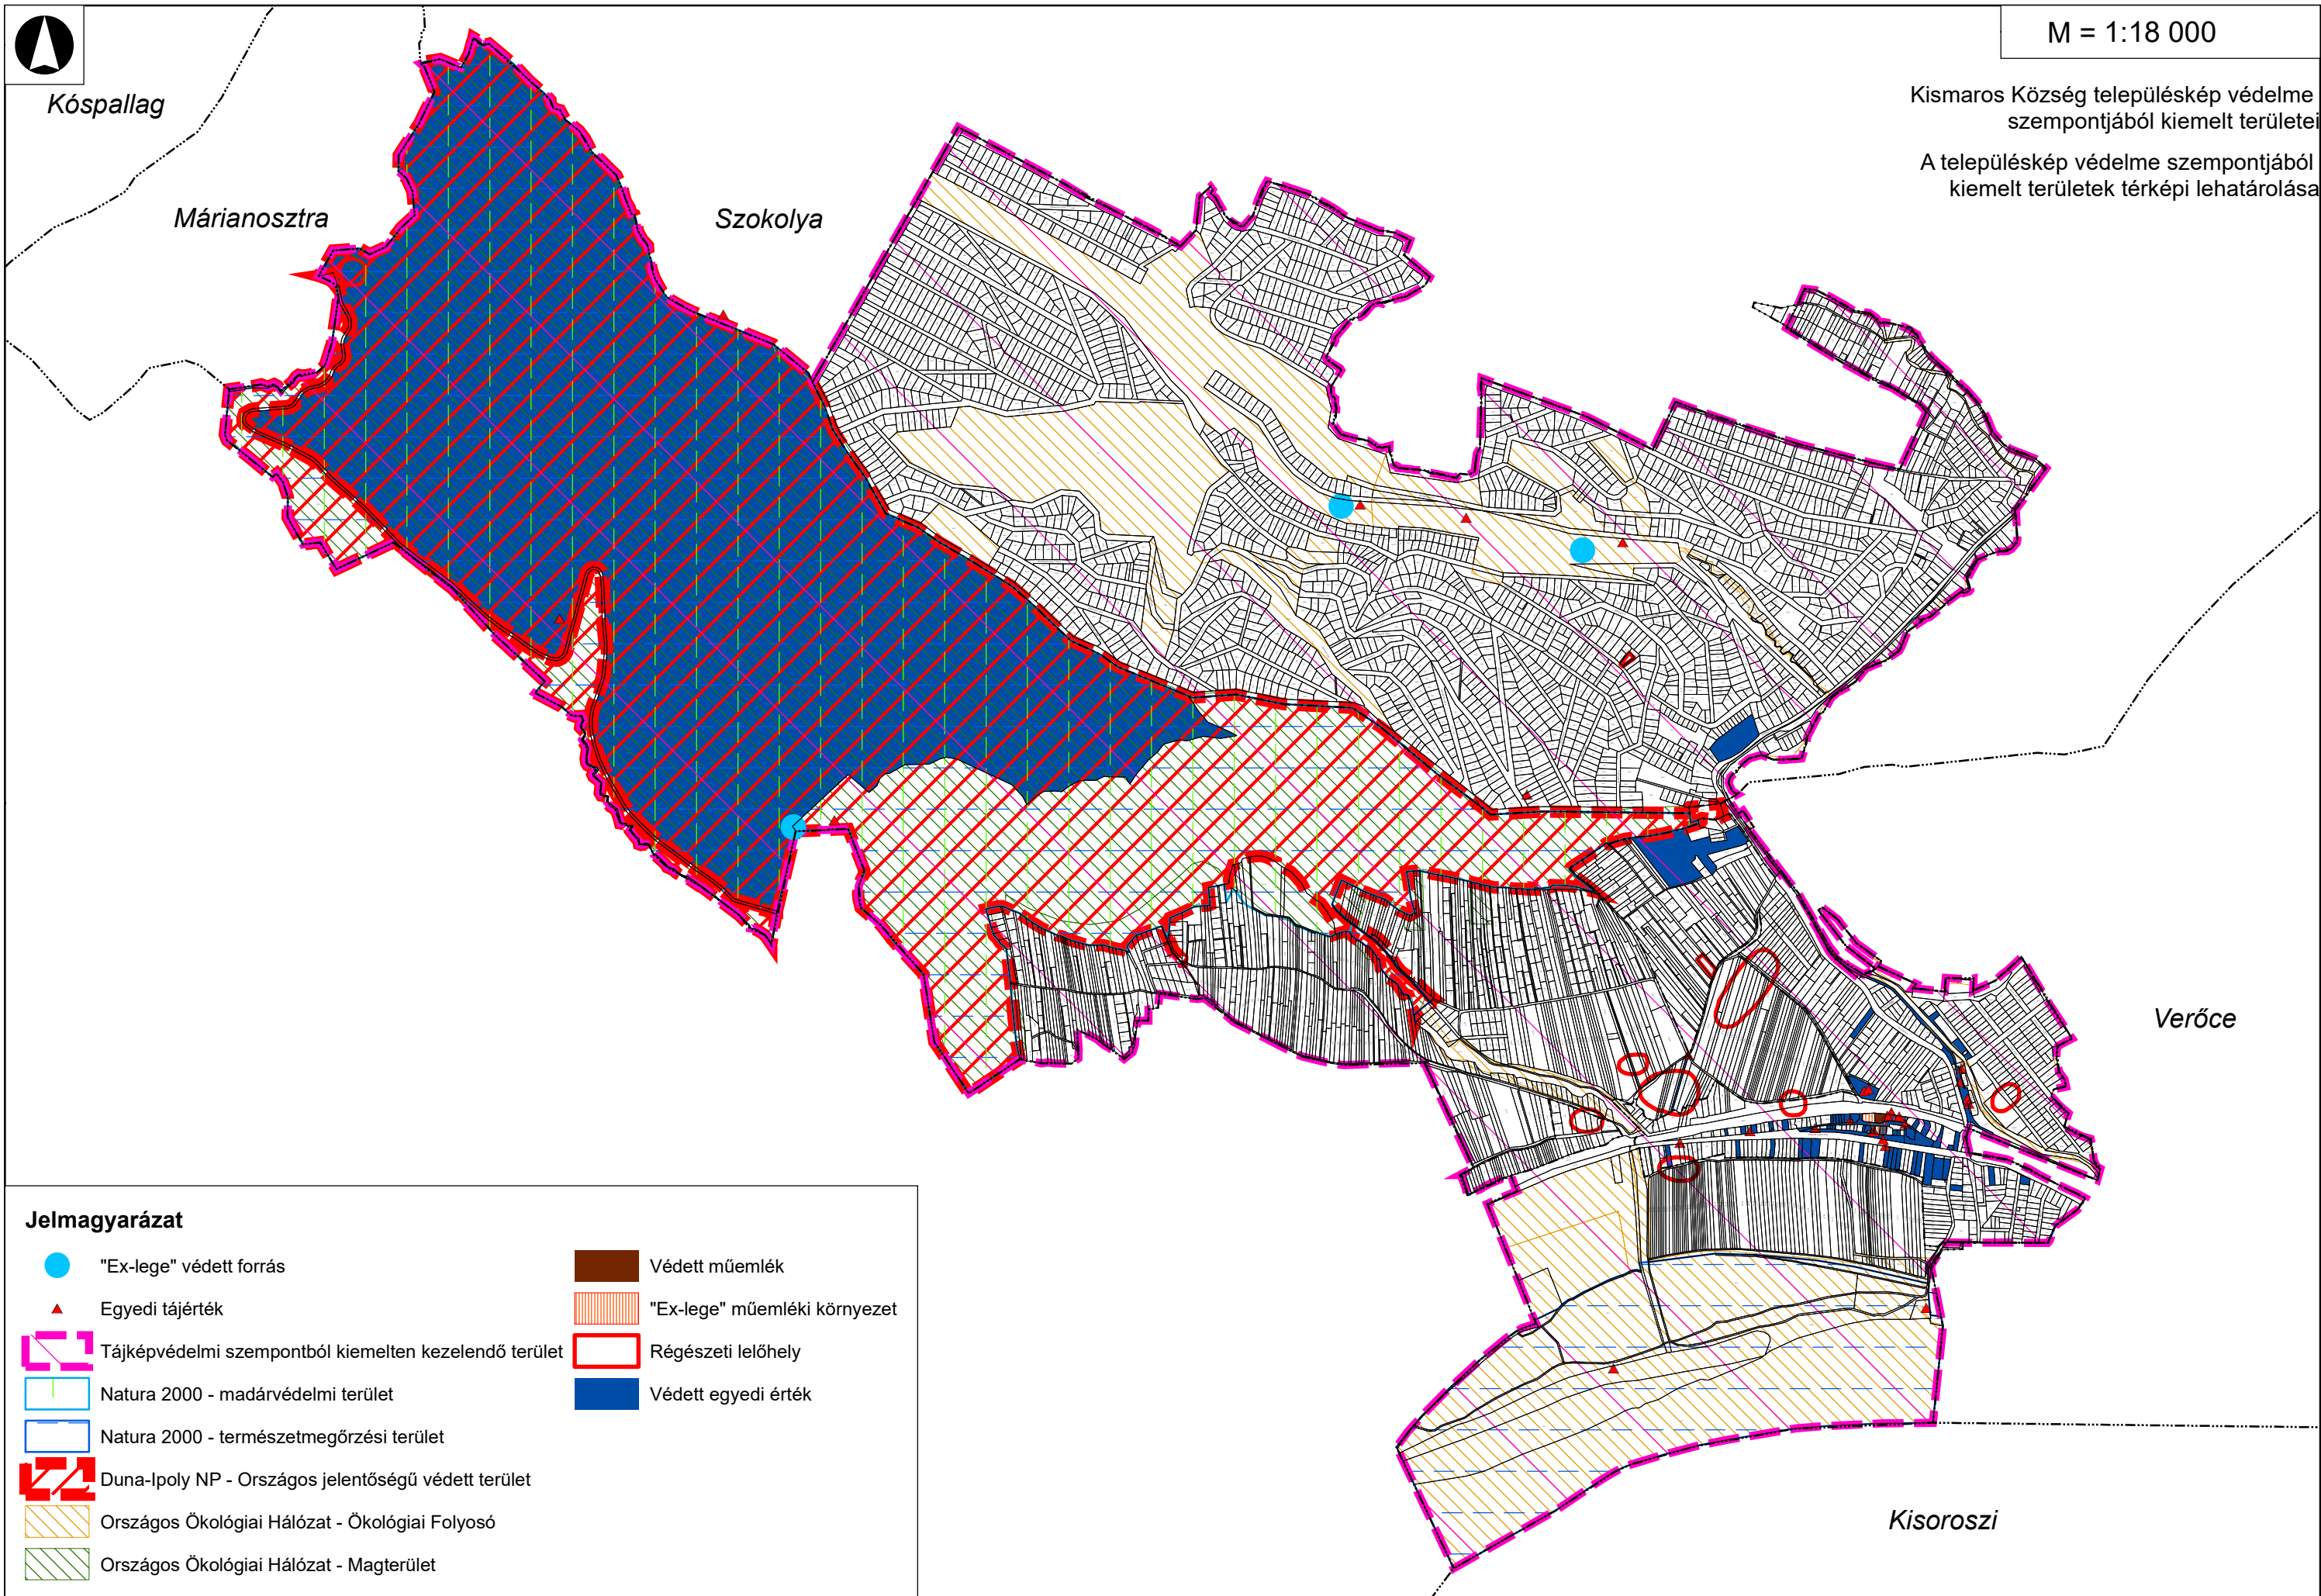 M = 1:18 000
Kismaros Község településkép védelme
szempontjából kiemelt területei
A településkép védelme szempontjából
kiemelt területek térképi lehatárolása
Kóspallag
Márianosztra
Szokolya
Verőce
Kisoroszi
Jelmagyarázat
"Ex-lege" védett forrás
Egyedi tájérték
Tájképvédelmi szempontból kiemelten kezelendő terület
Natura 2000 - madárvédelmi terület
Natura 2000 - természetmegőrzési terület
Duna-Ipoly NP - Országos jelentőségű védett terület
Országos Ökológiai Hálózat - Ökológiai Folyosó
Országos Ökológiai Hálózat - Magterület
Védett műemlék
"Ex-lege" műemléki környezet
Régészeti lelőhely
Védett egyedi érték